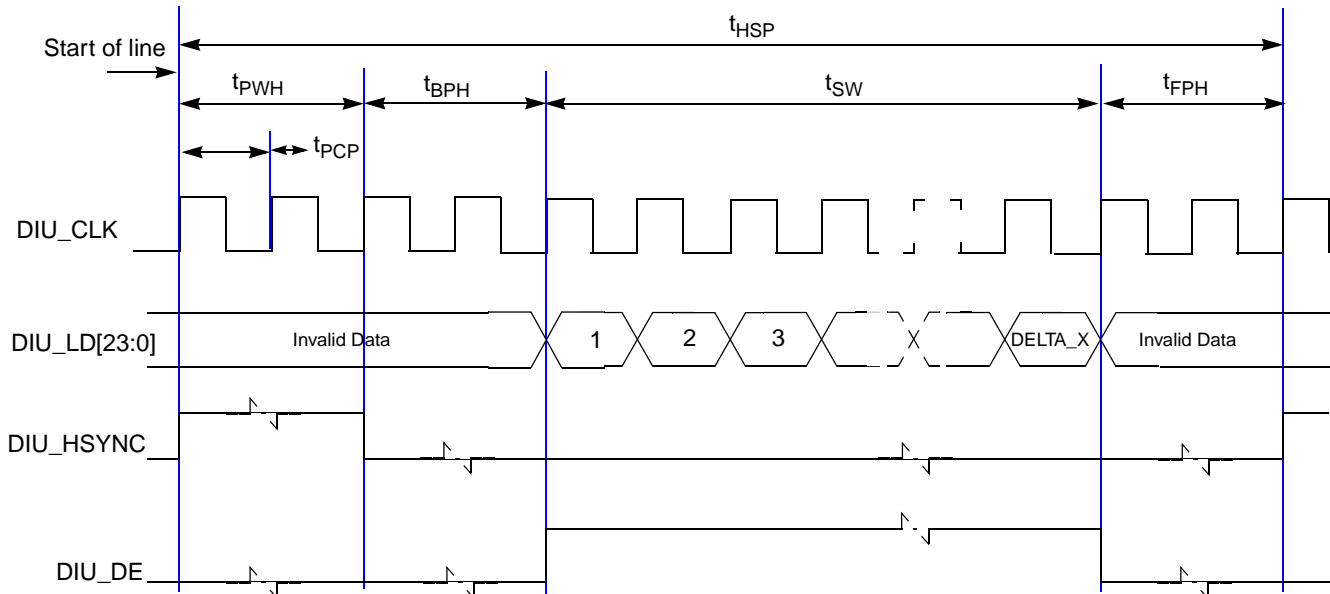 tHSP
Start of line
tPWH tBPH tSW tFPH
tPCP
DIU_CLK
DIU_LD[23:0] Invalid Data 1 2 3 DELTA_X Invalid Data
DIU_HSYNC
DIU_DE